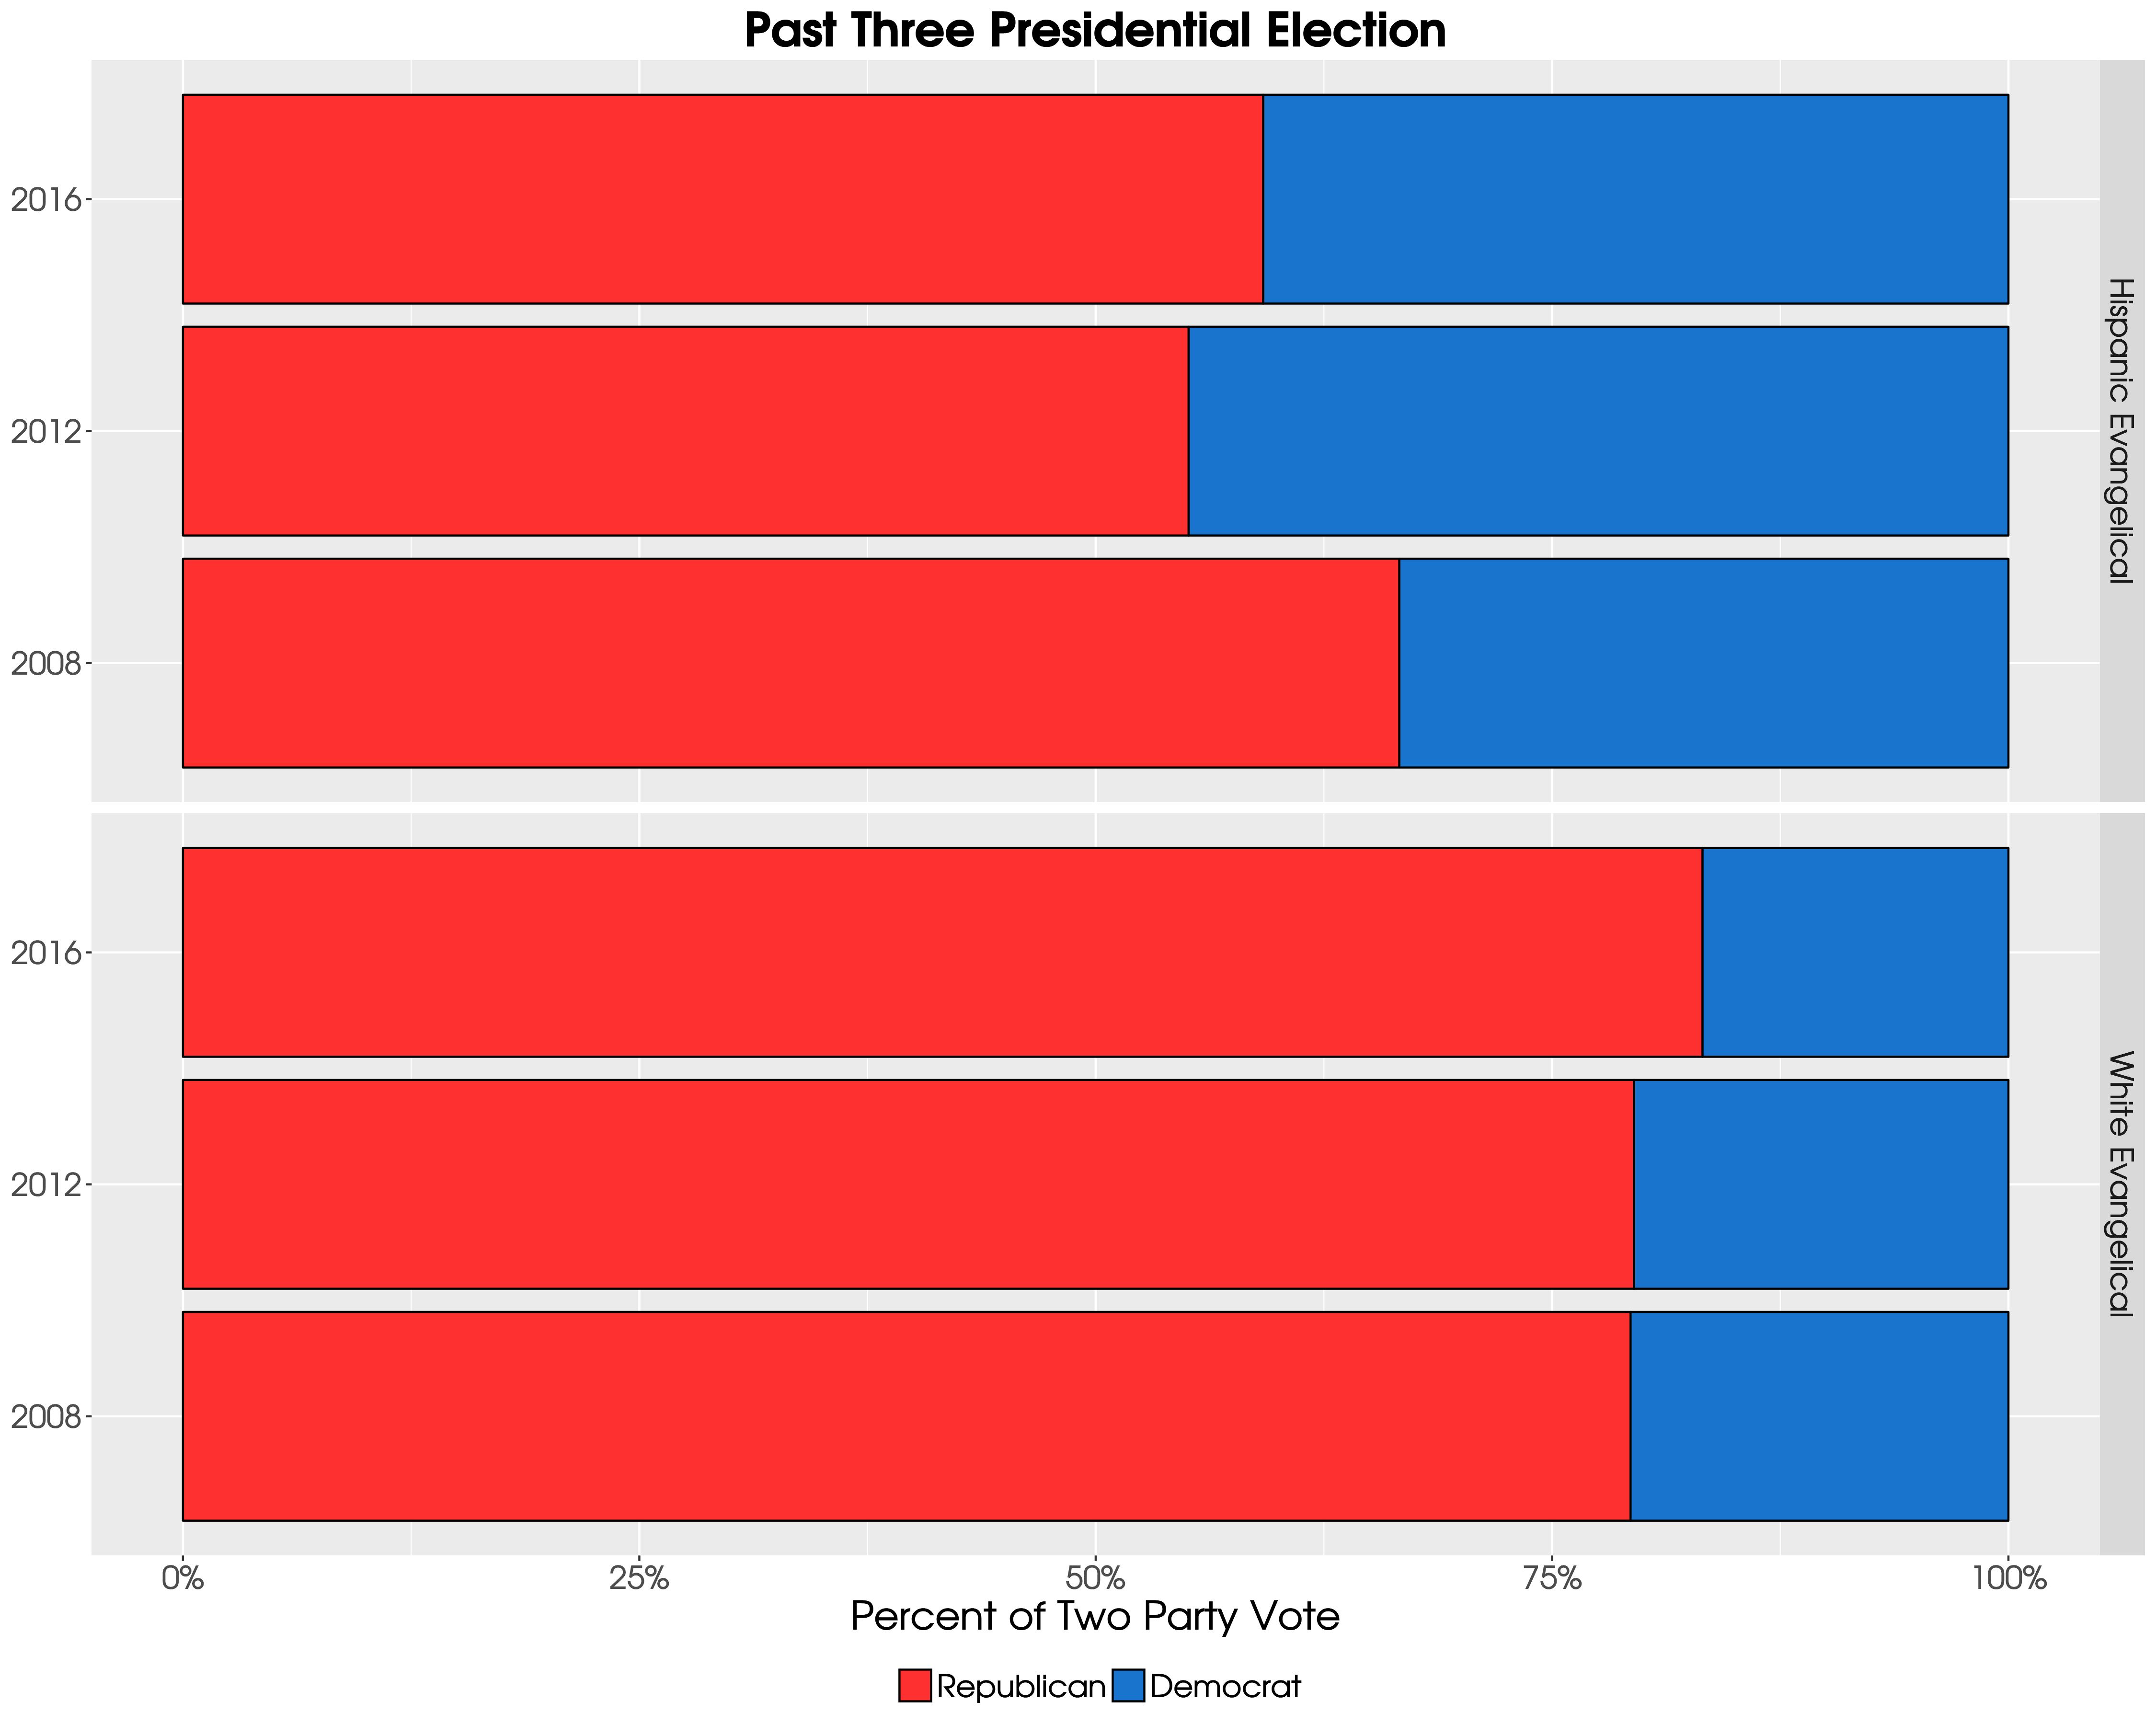 Past Three Presidential Election
2016
2012
2008
Hispanic Evangelical
2016
2012
2008
White Evangelical
0% 25% 50% 75% 100%
Percent of Two Party Vote
Republican Democrat